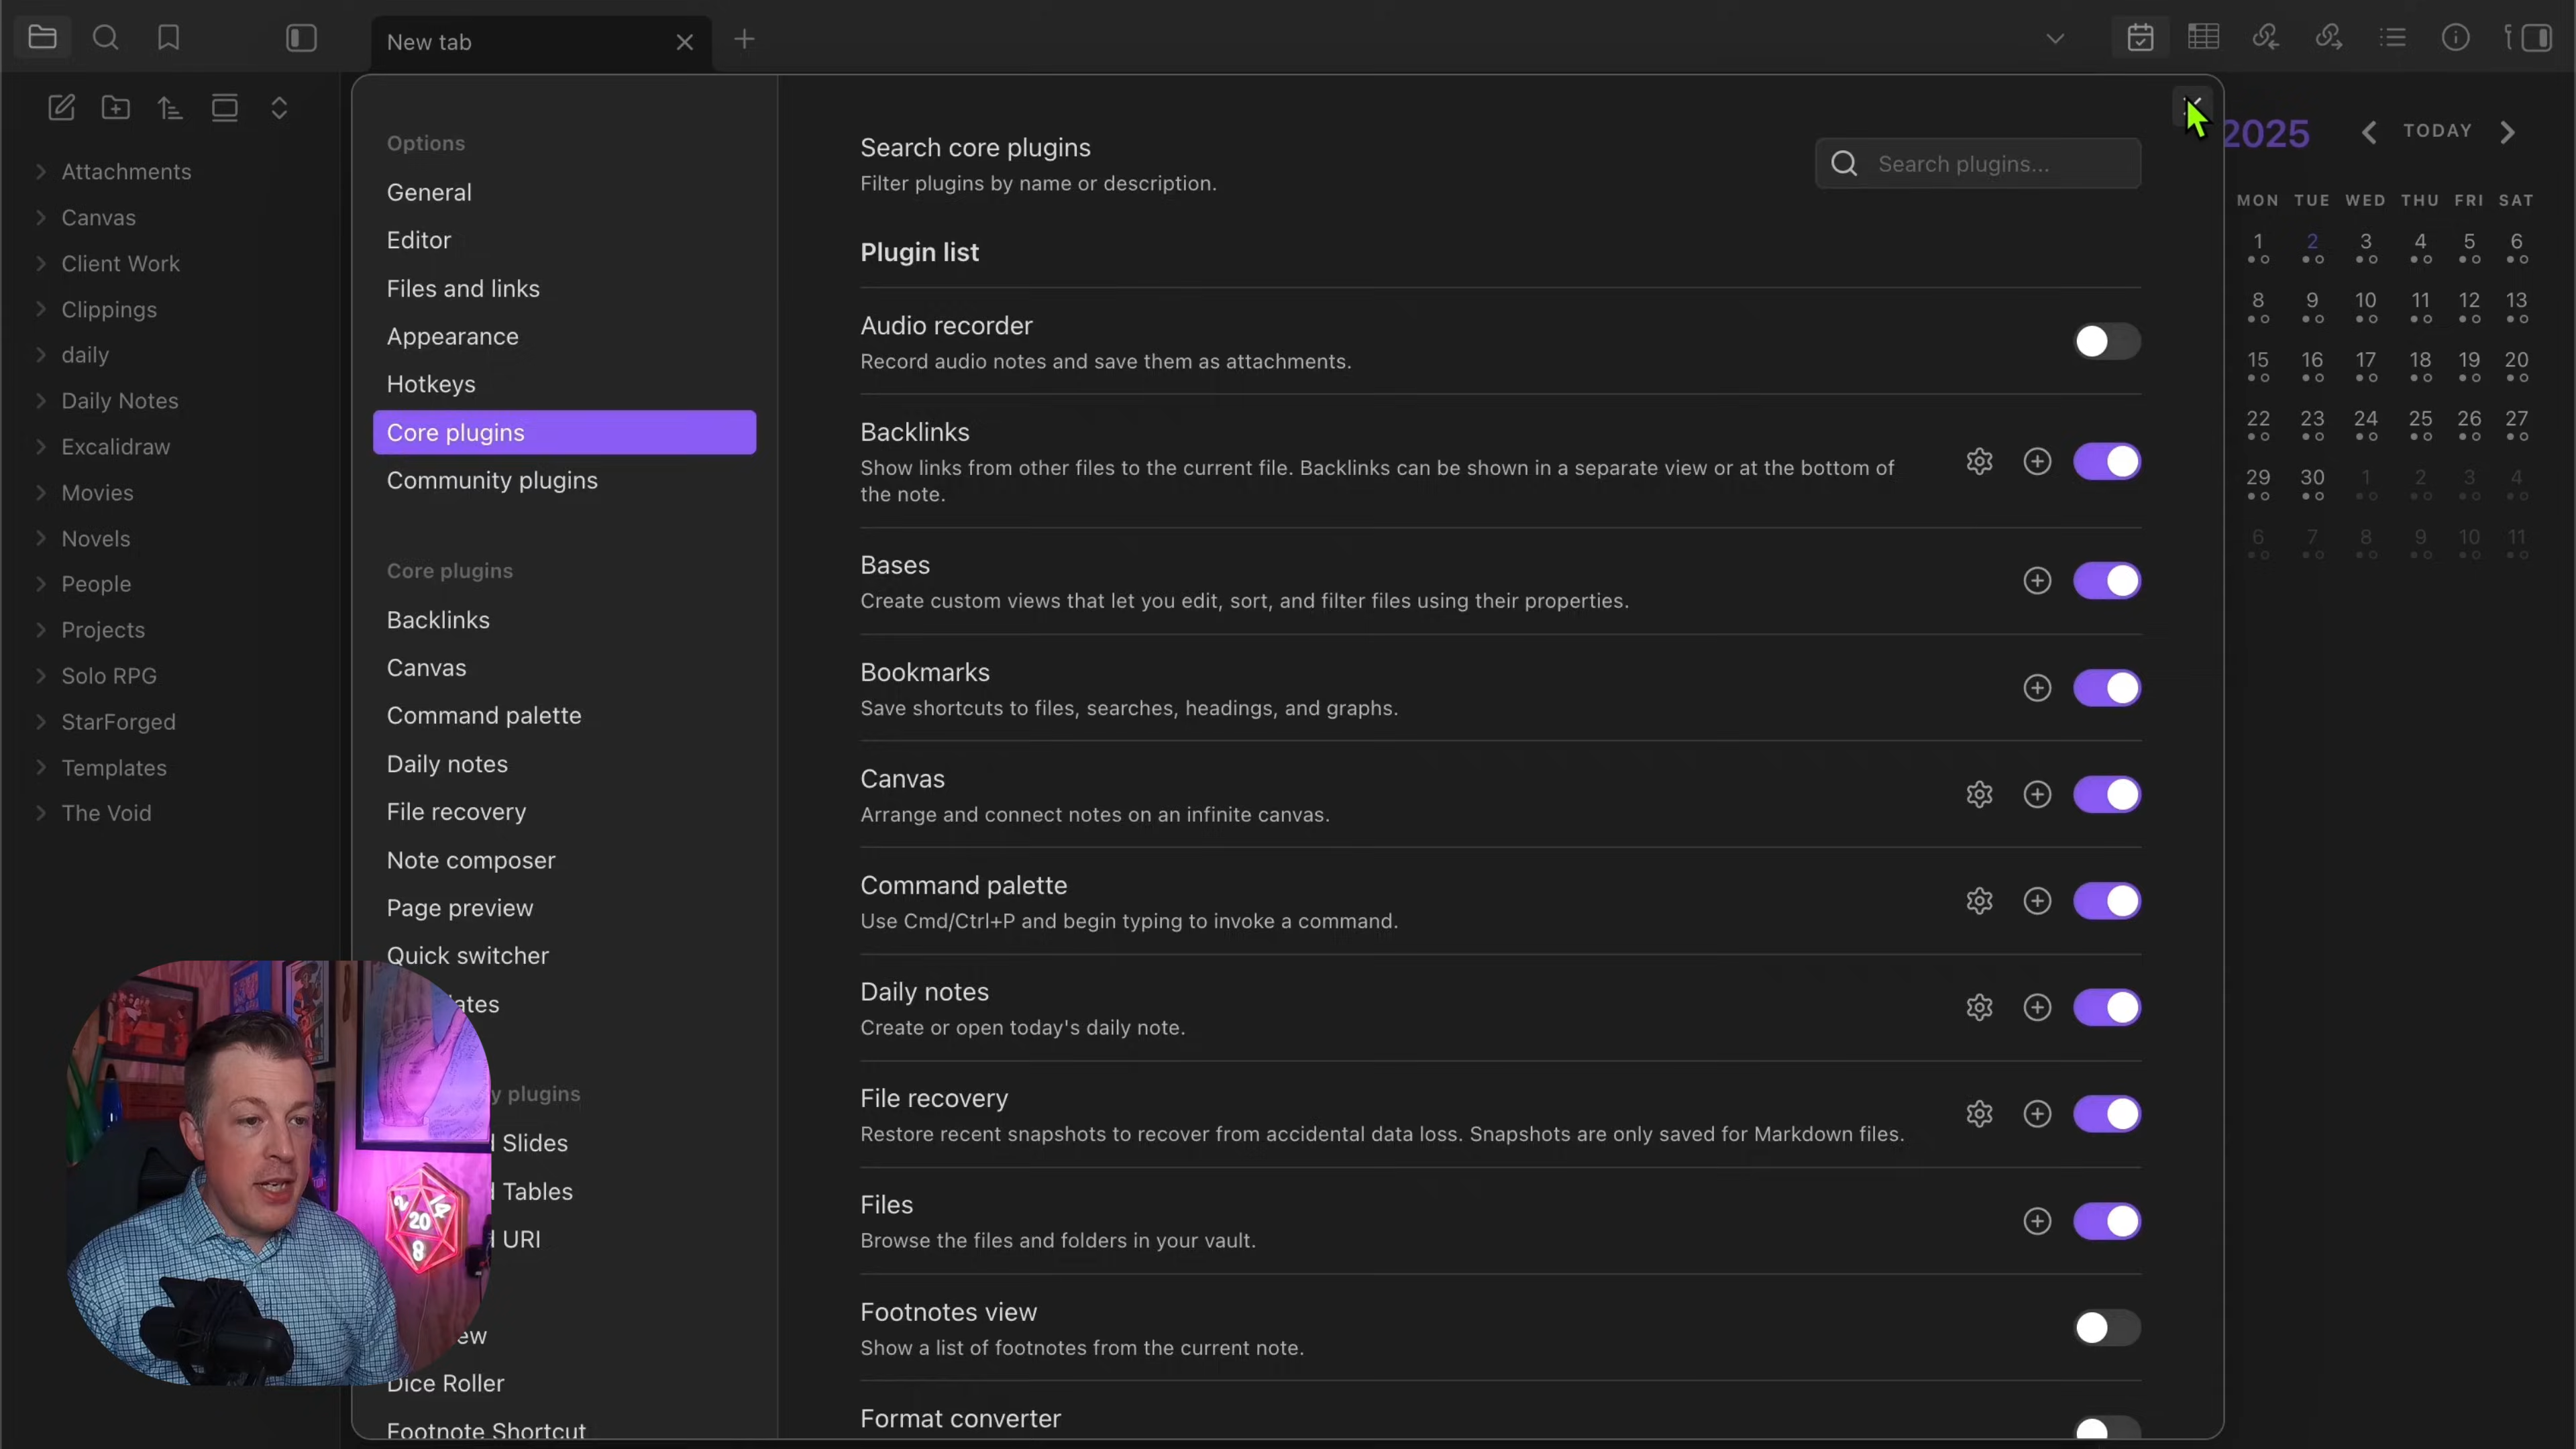 New tab
Attachments
Canvas
Client Work
Clippings
daily
Daily Notes
Excalidraw
Movies
Novels
People
Projects
Solo RPG
StarForged
Templates
The Void
Options
General
Editor
Files and links
Appearance
Hotkeys
Core plugins
Community plugins
Core plugins
Backlinks
Canvas
Command palette
Daily notes
File recovery
Note composer
Page preview
Quick switcher
plugins
Slides
Tables
URI
Dice Roller
Footnote Shortcut
Search core plugins
Filter plugins by name or description.
Search plugins...
Plugin list
Audio recorder
Record audio notes and save them as attachments.
Backlinks
Show links from other files to the current file. Backlinks can be shown in a separate view or at the bottom of
the note.
Bases
Create custom views that let you edit, sort, and filter files using their properties.
Bookmarks
Save shortcuts to files, searches, headings, and graphs.
Canvas
Arrange and connect notes on an infinite canvas.
Command palette
Use Cmd/Ctrl+P and begin typing to invoke a command.
Daily notes
Create or open today's daily note.
File recovery
Restore recent snapshots to recover from accidental data loss. Snapshots are only saved for Markdown files.
Files
Browse the files and folders in your vault.
Footnotes view
Show a list of footnotes from the current note.
Format converter
2025
TODAY
MON TUE WED THU FRI SAT
1 2 3 4 5 6
8 9 10 11 12 13
15 16 17 18 19 20
22 23 24 25 26 27
29 30 1 2 3 4
6 7 8 9 10 11
20
8